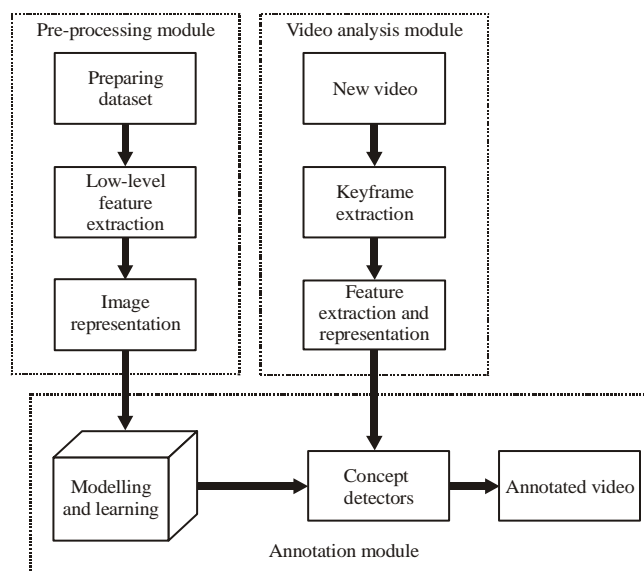 Pre-processing module
Preparing
dataset
Low-level
feature
extraction
Image
representation
Video analysis module
New video
Keyframe
extraction
Feature
extraction and
representation
Modelling
and learning
Concept
detectors
Annotated video
Annotation module